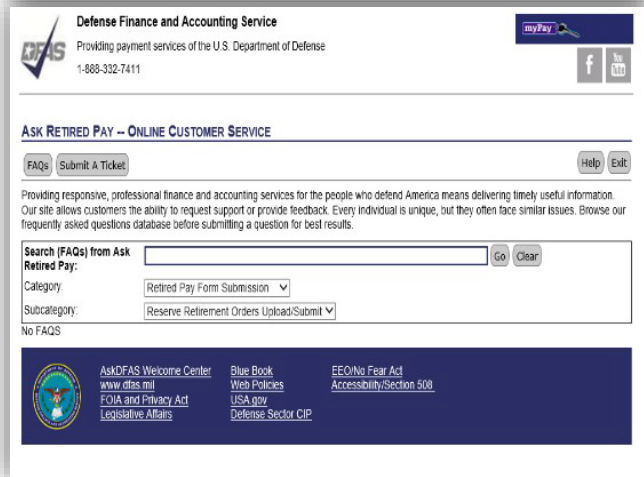 Defense Finance and Accounting Service
Providing payment services of the U.S. Department of Defense
1-888-332-7411
DFAS
myPay
f
You
Tube
ASK RETIRED PAY -- ONLINE CUSTOMER SERVICE
FAQs Submit A Ticket Help Exit
Providing responsive, professional finance and accounting services for the people who defend America means delivering timely useful information.
Our site allows customers the ability to request support or provide feedback. Every individual is unique, but they often face similar issues. Browse our
frequently asked questions database before submitting a question for best results.
Search (FAQs) from Ask
Retired Pay: Go Clear
Category: Retired Pay Form Submission
Subcategory: Reserve Retirement Orders Upload/Submit
No FAQS
AskDFAS Welcome Center Blue Book EEO/No Fear Act
www.dfas.mil Web Policies Accessibility/Section 508
FOIA and Privacy Act USA.gov
Legislative Affairs Defense Sector CIP